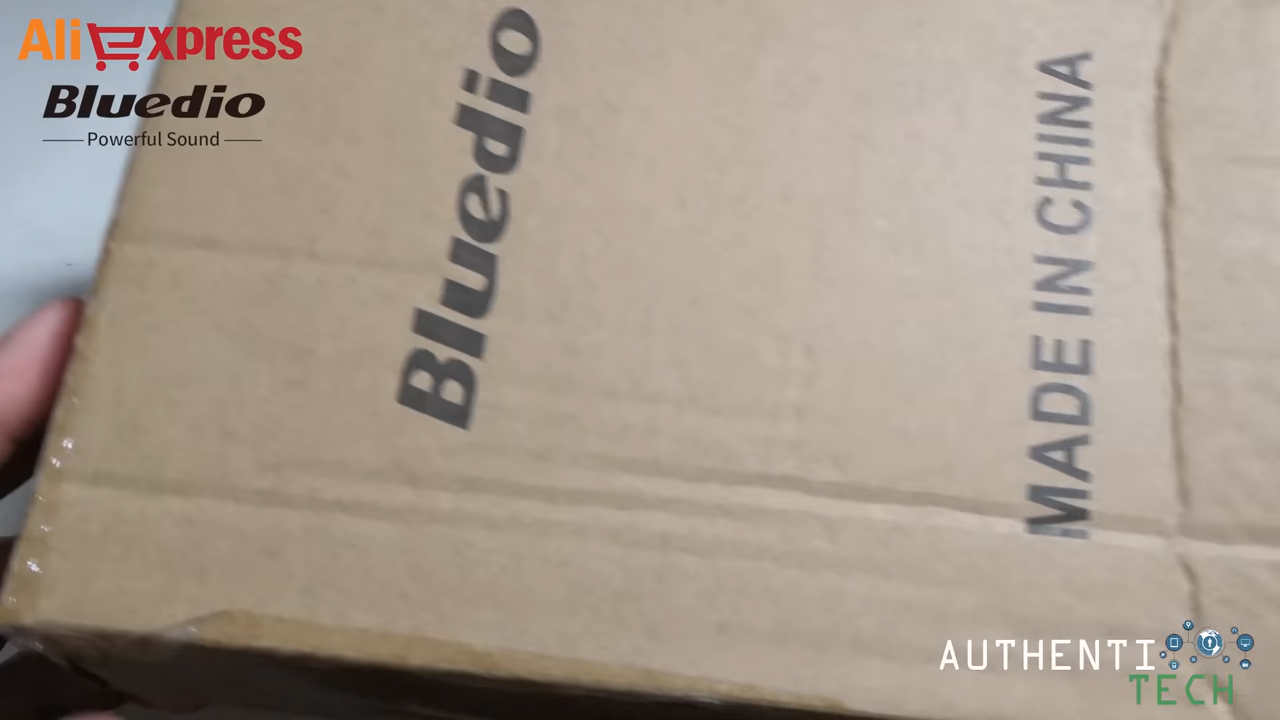 AliExpress
Bluedio
Powerful Sound
Bluedio
MADE IN CHINA
AUTHENTI
TECH